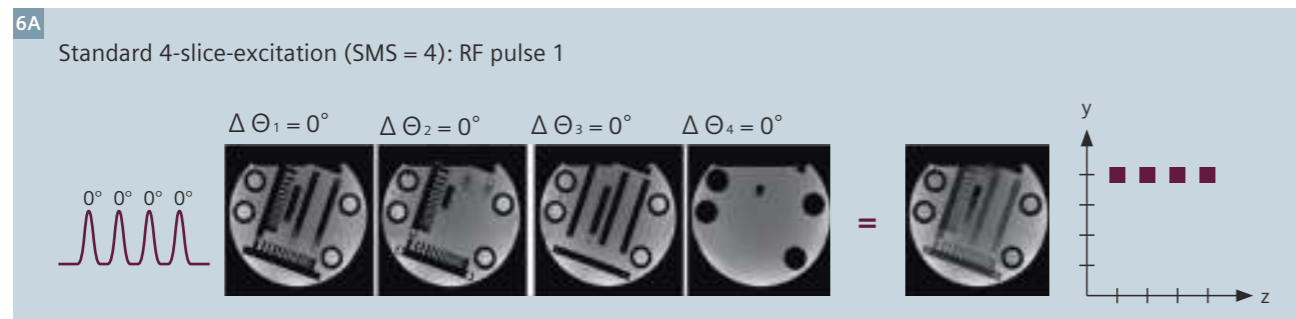 6A
Standard 4-slice-excitation (SMS = 4): RF pulse 1
Δ Θ₁ = 0° Δ Θ₂ = 0° Δ Θ₃ = 0° Δ Θ₄ = 0°
y
0° 0° 0° 0°
=
z